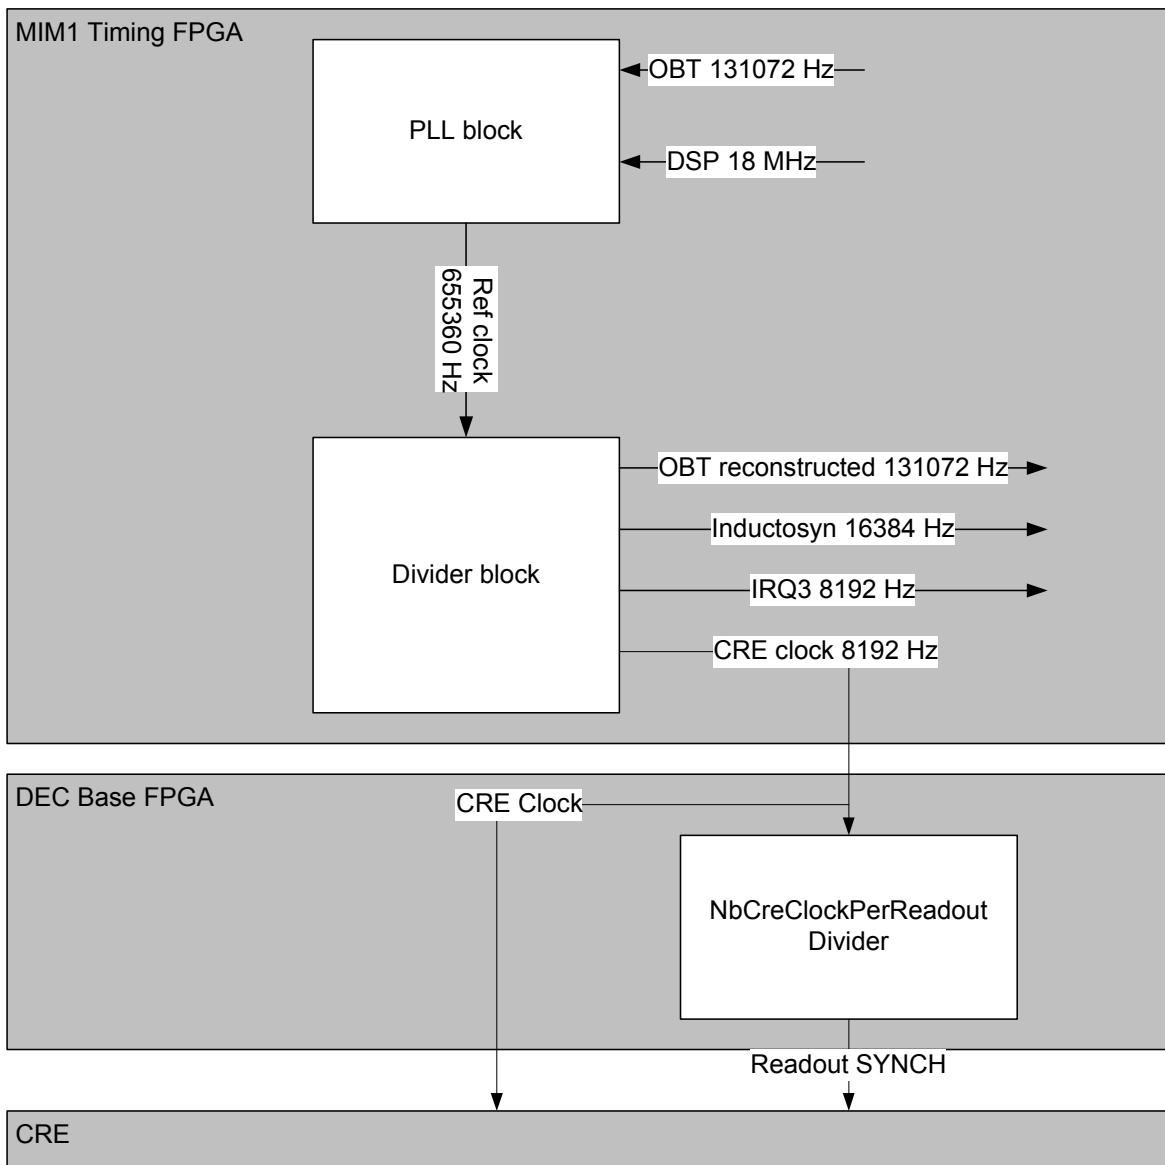 MIM1 Timing FPGA
OBT 131072 Hz
PLL block
DSP 18 MHz
Ref clock
655360 Hz
OBT reconstructed 131072 Hz
Inductosyn 16384 Hz
Divider block
IRQ3 8192 Hz
CRE clock 8192 Hz
DEC Base FPGA
CRE Clock
NbCreClockPerReadout
Divider
Readout SYNCH
CRE